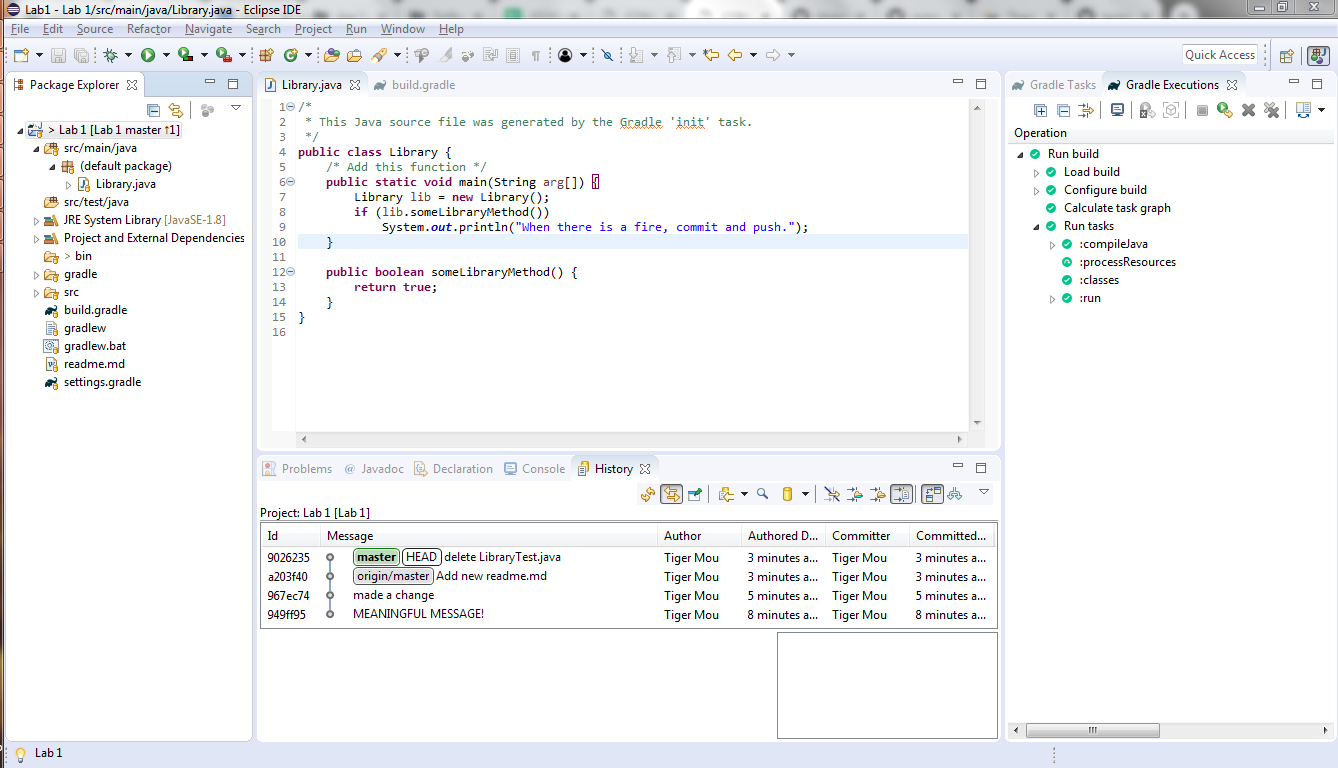 Lab1 - Lab 1/src/main/java/Library.java - Eclipse IDE
File Edit Source Refactor Navigate Search Project Run Window Help
Quick Access
Package Explorer
> Lab 1 [Lab 1 master ↑1]
src/main/java
(default package)
Library.java
src/test/java
JRE System Library [JavaSE-1.8]
Project and External Dependencies
> bin
gradle
src
build.gradle
gradlew
gradlew.bat
readme.md
settings.gradle
Library.java build.gradle
1 /*
2  * This Java source file was generated by the Gradle 'init' task.
3  */
4 public class Library {
5     /* Add this function */
6     public static void main(String arg[]) {
7         Library lib = new Library();
8         if (lib.someLibraryMethod())
9             System.out.println("When there is a fire, commit and push.");
10     }
11
12     public boolean someLibraryMethod() {
13         return true;
14     }
15 }
16
Problems @ Javadoc Declaration Console History
Project: Lab 1 [Lab 1]
Id Message Author Authored D... Committer Committed...
9026235 master HEAD delete LibraryTest.java Tiger Mou 3 minutes a... Tiger Mou 3 minutes a...
a203f40 origin/master Add new readme.md Tiger Mou 3 minutes a... Tiger Mou 3 minutes a...
967ec74 made a change Tiger Mou 5 minutes a... Tiger Mou 5 minutes a...
949ff95 MEANINGFUL MESSAGE! Tiger Mou 8 minutes a... Tiger Mou 8 minutes a...
Gradle Tasks Gradle Executions
Operation
Run build
Load build
Configure build
Calculate task graph
Run tasks
:compileJava
:processResources
:classes
:run
Lab 1